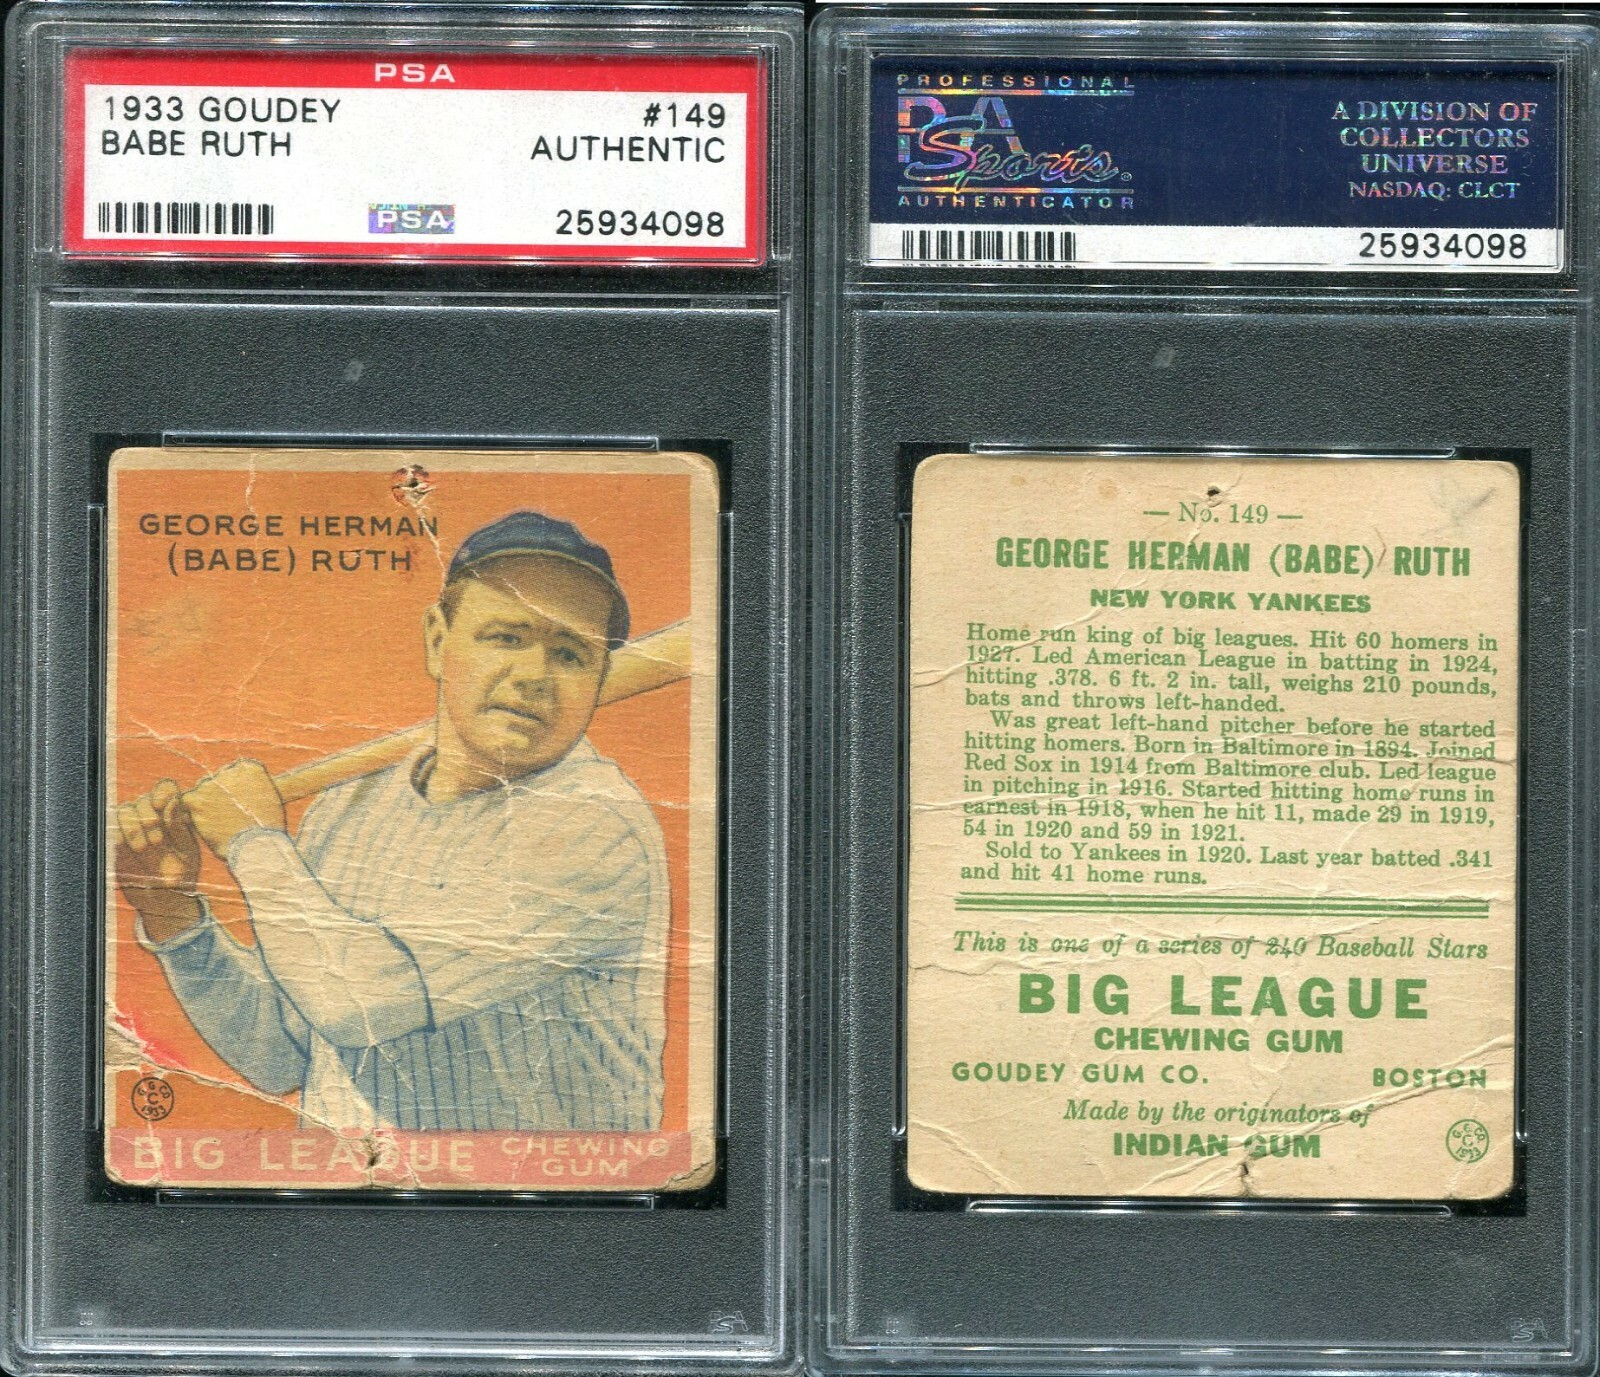 PSA
1933 GOUDEY #149
BABE RUTH AUTHENTIC
PSA 25934098
GEORGE HERMAN
(BABE) RUTH
G. G. CO.
C
1933
BIG LEAGUE CHEWING
GUM
PROFESSIONAL
PSA
Sports®
AUTHENTICATOR
A DIVISION OF
COLLECTORS
UNIVERSE
NASDAQ: CLCT
25934098
— No. 149 —
GEORGE HERMAN (BABE) RUTH
NEW YORK YANKEES
Home run king of big leagues. Hit 60 homers in
1927. Led American League in batting in 1924,
hitting .378. 6 ft. 2 in. tall, weighs 210 pounds,
bats and throws left-handed.
Was great left-hand pitcher before he started
hitting homers. Born in Baltimore in 1894. Joined
Red Sox in 1914 from Baltimore club. Led league
in pitching in 1916. Started hitting home runs in
earnest in 1918, when he hit 11, made 29 in 1919,
54 in 1920 and 59 in 1921.
Sold to Yankees in 1920. Last year batted .341
and hit 41 home runs.
This is one of a series of 240 Baseball Stars
BIG LEAGUE
CHEWING GUM
GOUDEY GUM CO. BOSTON
Made by the originators of
INDIAN GUM
G. G. CO.
C
1933
PSA
PSA